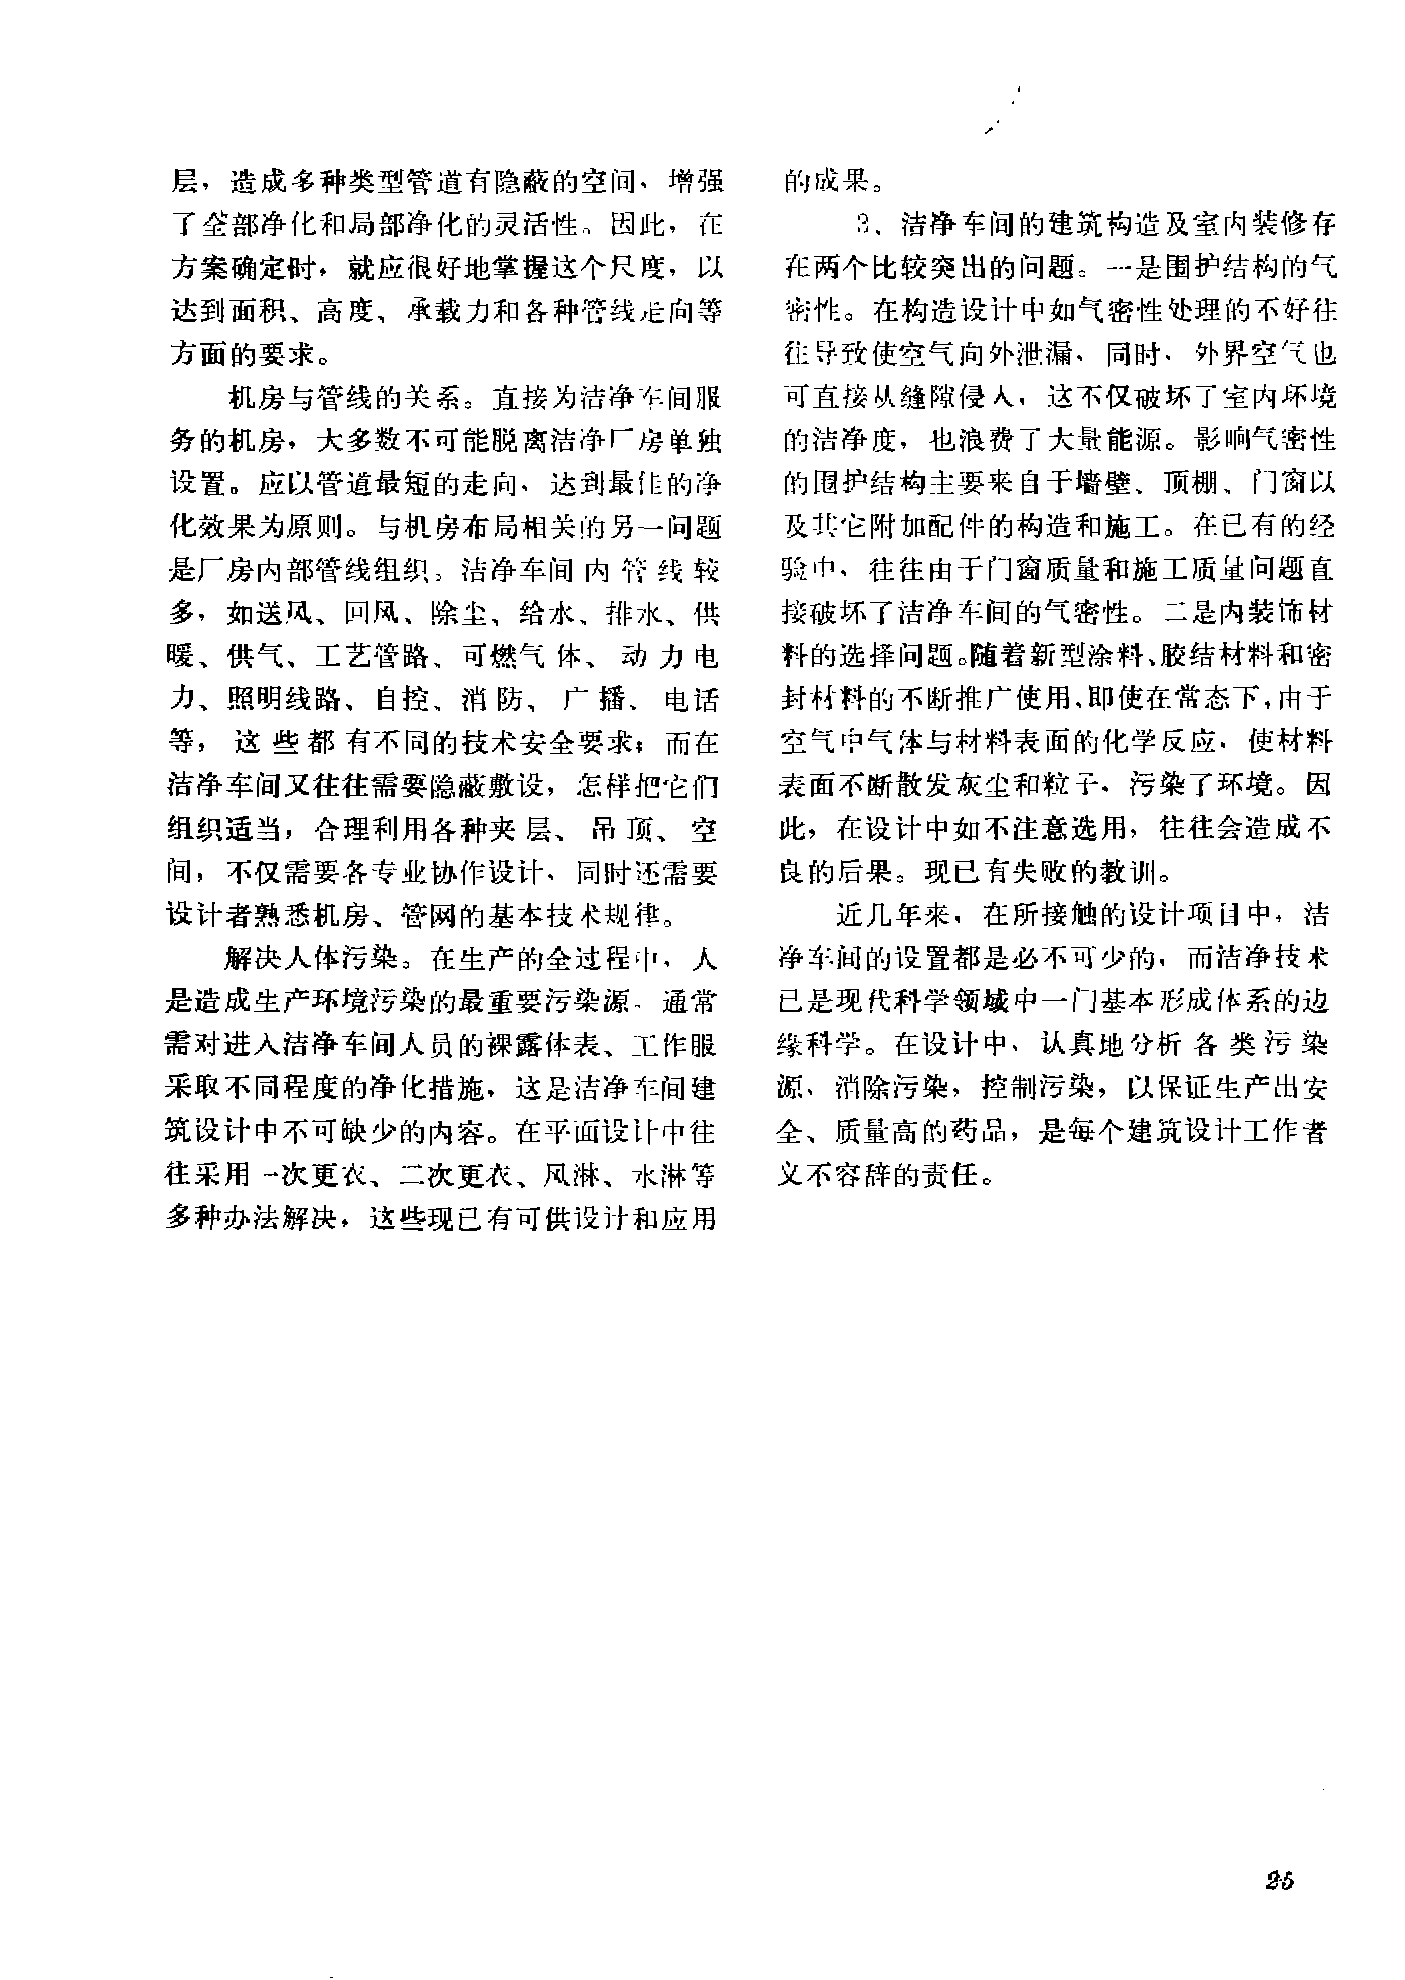 层，造成多种类型管道有隐蔽的空间，增强
了全部净化和局部净化的灵活性。因此，在
方案确定时，就应很好地掌握这个尺度，以
达到面积、高度、承载力和各种管线走向等
方面的要求。
机房与管线的关系。直接为洁净车间服
务的机房，大多数不可能脱离洁净厂房单独
设置。应以管道最短的走向，达到最佳的净
化效果为原则。与机房布局相关的另一问题
是厂房内部管线组织。洁净车间内管线较
多，如送风、回风、除尘、给水、排水、供
暖、供气、工艺管路、可燃气体、动力电
力、照明线路、自控、消防、广播、电话
等，这些都有不同的技术安全要求；而在
洁净车间又往往需要隐蔽敷设，怎样把它们
组织适当，合理利用各种夹层、吊顶、空
间，不仅需要各专业协作设计，同时还需要
设计者熟悉机房、管网的基本技术规律。
解决人体污染。在生产的全过程中，人
是造成生产环境污染的最重要污染源。通常
需对进入洁净车间人员的裸露体表、工作服
采取不同程度的净化措施，这是洁净车间建
筑设计中不可缺少的内容。在平面设计中往
往采用一次更衣、二次更衣、风淋、水淋等
多种办法解决，这些现已有可供设计和应用
的成果。
3、洁净车间的建筑构造及室内装修存
在两个比较突出的问题。一是围护结构的气
密性。在构造设计中如气密性处理的不好往
往导致使空气向外泄漏，同时，外界空气也
可直接从缝隙侵入，这不仅破坏了室内环境
的洁净度，也浪费了大量能源。影响气密性
的围护结构主要来自于墙壁、顶棚、门窗以
及其它附加配件的构造和施工。在已有的经
验中，往往由于门窗质量和施工质量问题直
接破坏了洁净车间的气密性。二是内装饰材
料的选择问题。随着新型涂料、胶结材料和密
封材料的不断推广使用，即使在常态下，由于
空气中气体与材料表面的化学反应，使材料
表面不断散发灰尘和粒子，污染了环境。因
此，在设计中如不注意选用，往往会造成不
良的后果。现已有失败的教训。
近几年来，在所接触的设计项目中，洁
净车间的设置都是必不可少的，而洁净技术
已是现代科学领域中一门基本形成体系的边
缘科学。在设计中，认真地分析各类污染
源，消除污染，控制污染，以保证生产出安
全、质量高的药品，是每个建筑设计工作者
义不容辞的责任。
25